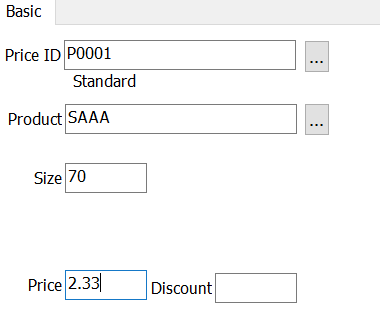 Basic
Price ID P0001 ...
Standard
Product SAAA ...
Size 70
Price 2.33 Discount